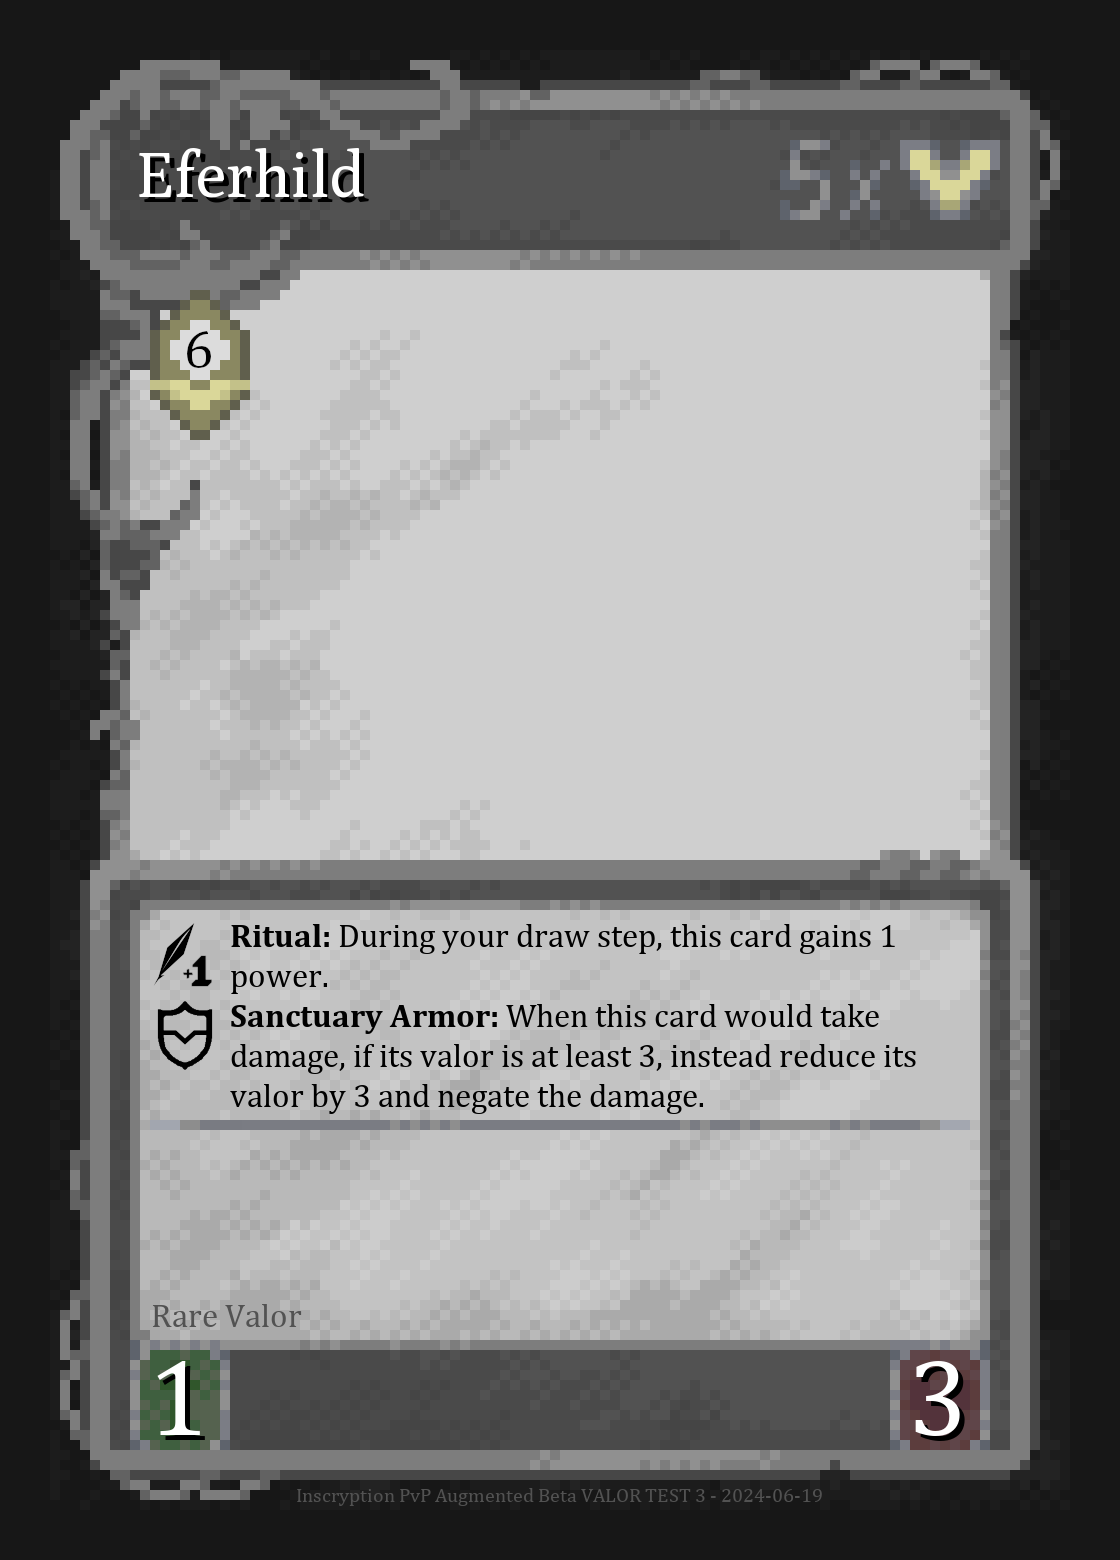 Eferhild 5x
6
Ritual: During your draw step, this card gains 1
power.
+1
Sanctuary Armor: When this card would take
damage, if its valor is at least 3, instead reduce its
valor by 3 and negate the damage.
Rare Valor
1 3
Inscryption PvP Augmented Beta VALOR TEST 3 - 2024-06-19